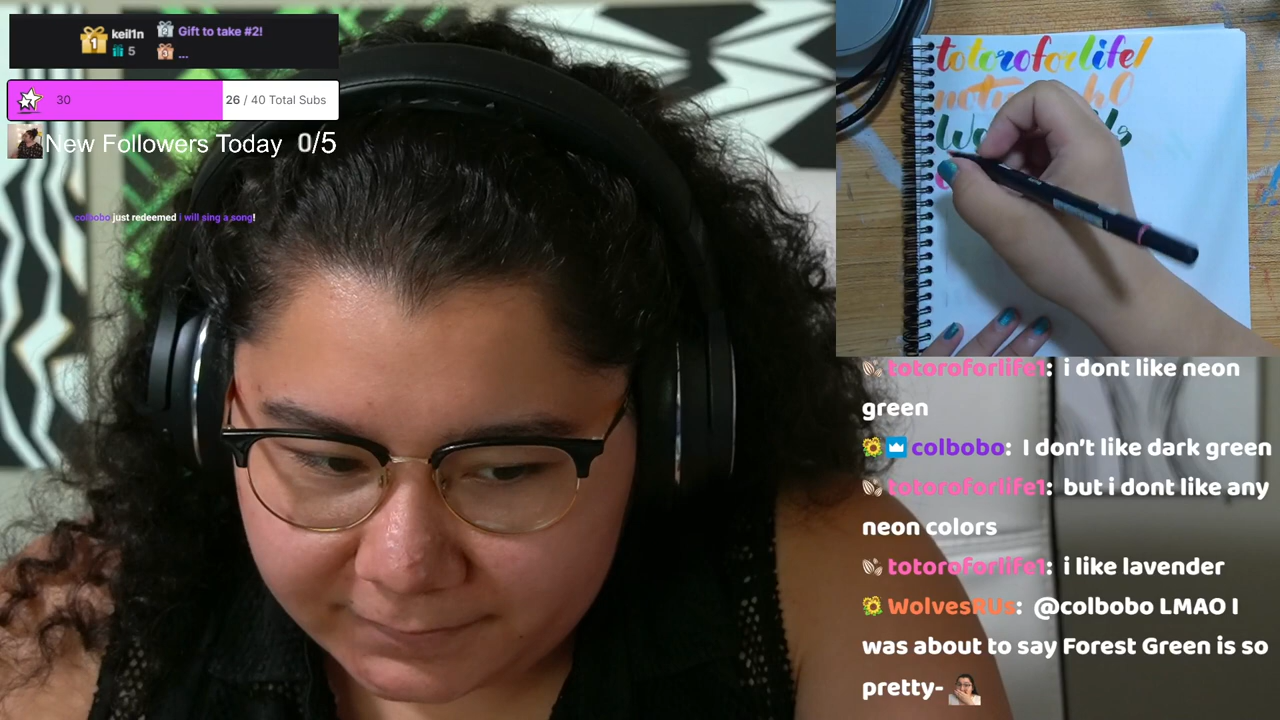 keil1n
5
Gift to take #2!
...
30
26 / 40 Total Subs
New Followers Today 0/5
colbobo just redeemed i will sing a song!
totoroforlife1
totoroforlife1: i dont like neon
green
colbobo: I don't like dark green
totoroforlife1: but i dont like any
neon colors
totoroforlife1: i like lavender
WolvesRUs: @colbobo LMAO I
was about to say Forest Green is so
pretty-